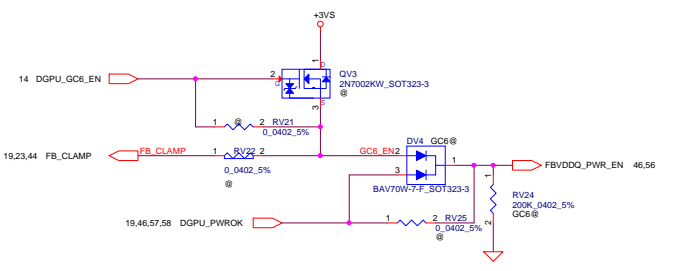 +3VS
1
D
14 DGPU_GC6_EN
2
G
QV3
2N7002KW_SOT323-3
@
S
3
1 @ 2 RV21
0_0402_5%
DV4 GC6@
19,23,44 FB_CLAMP FB_CLAMP 1 RV22 2 GC6_EN 2
1
FBVDDQ_PWR_EN 46,56
0_0402_5%
@
3
BAV70W-7-F_SOT323-3
1
RV24
200K_0402_5%
GC6@
2
19,46,57,58 DGPU_PWROK
1 2 RV25
0_0402_5%
@